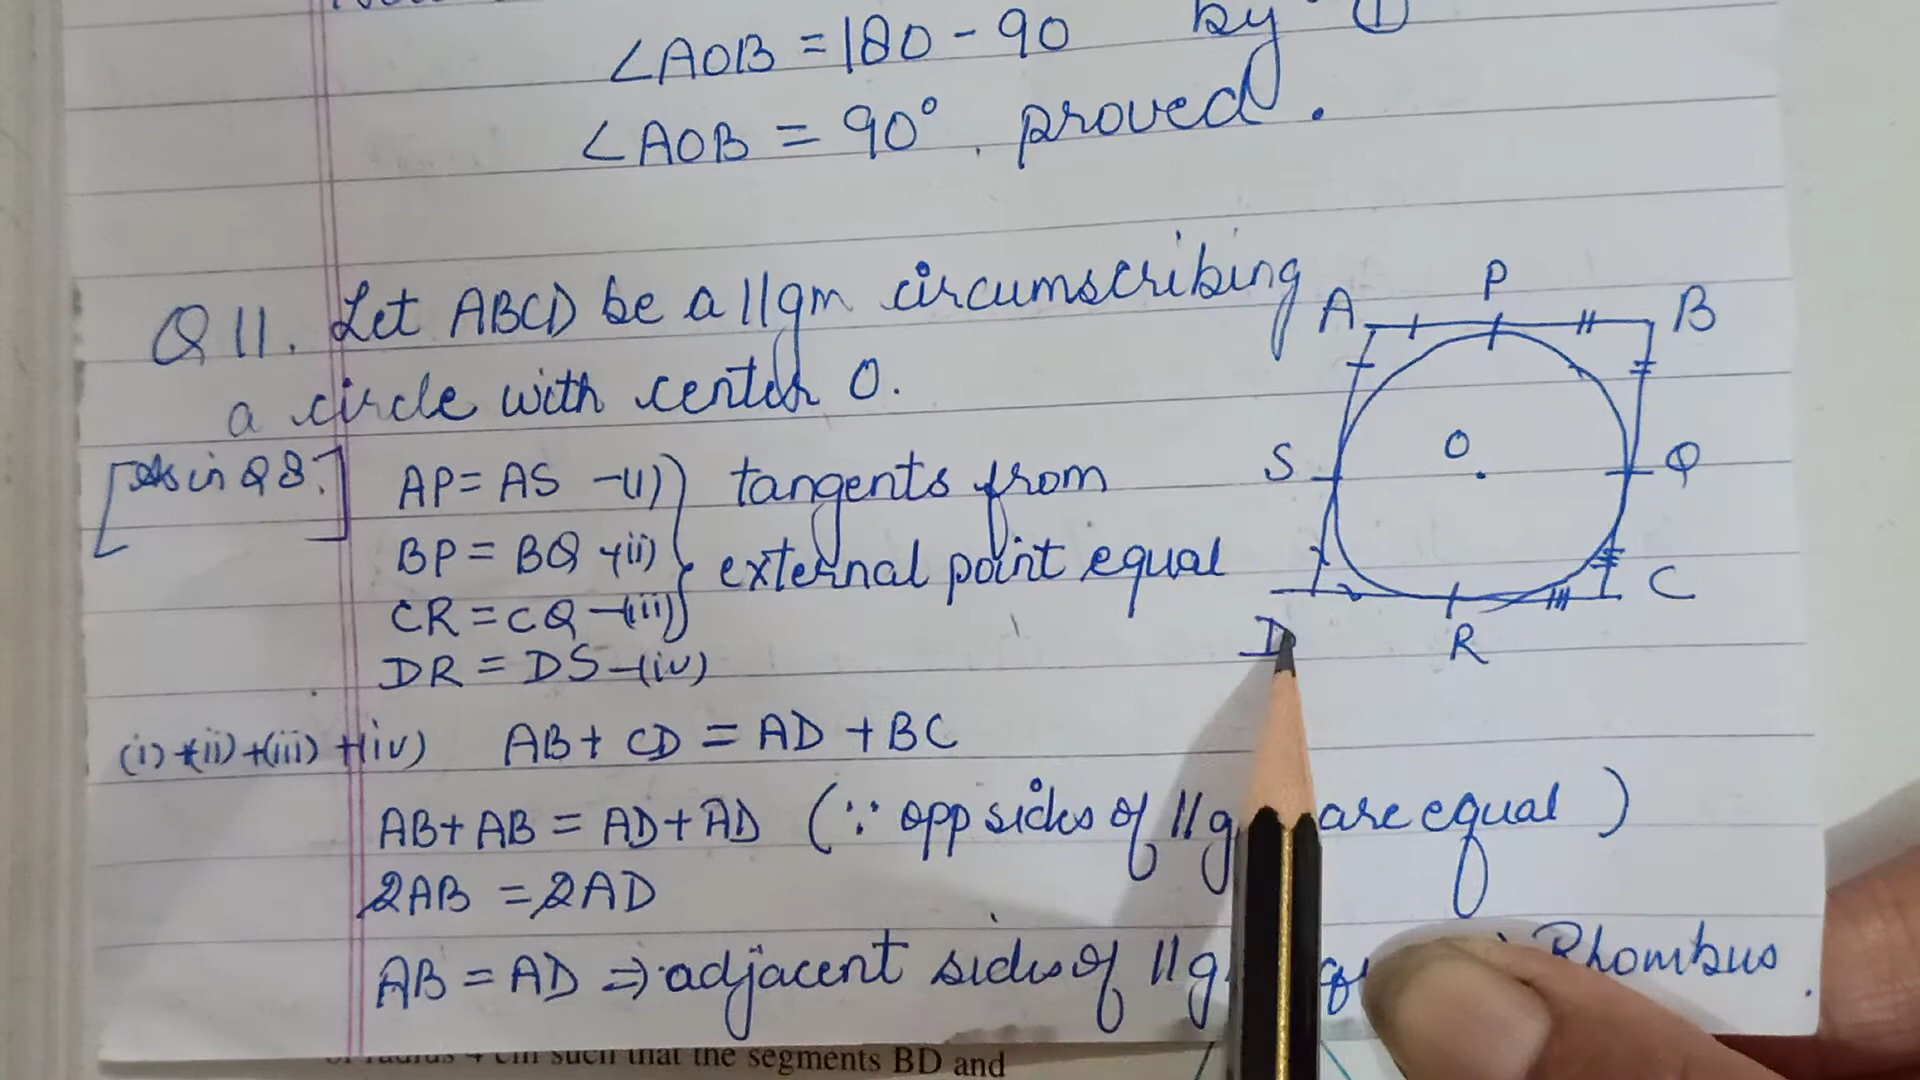 ∠AOB = 180 - 90 by ①
∠AOB = 90°. proved.
Q11. Let ABCD be a ||gm circumscribing
a circle with center O.
[As in Q8.] AP = AS -(i) } tangents from
BP = BQ -(ii) external point equal
CR = CQ -(iii)
DR = DS -(iv)
(i)+(ii)+(iii)+(iv) AB + CD = AD + BC
AB + AB = AD + AD (∵ opp sides of ||g are equal)
2AB = 2AD
AB = AD ⇒ adjacent sides of ||g Rhombus.
A P B
S O Q
D R C
such that the segments BD and